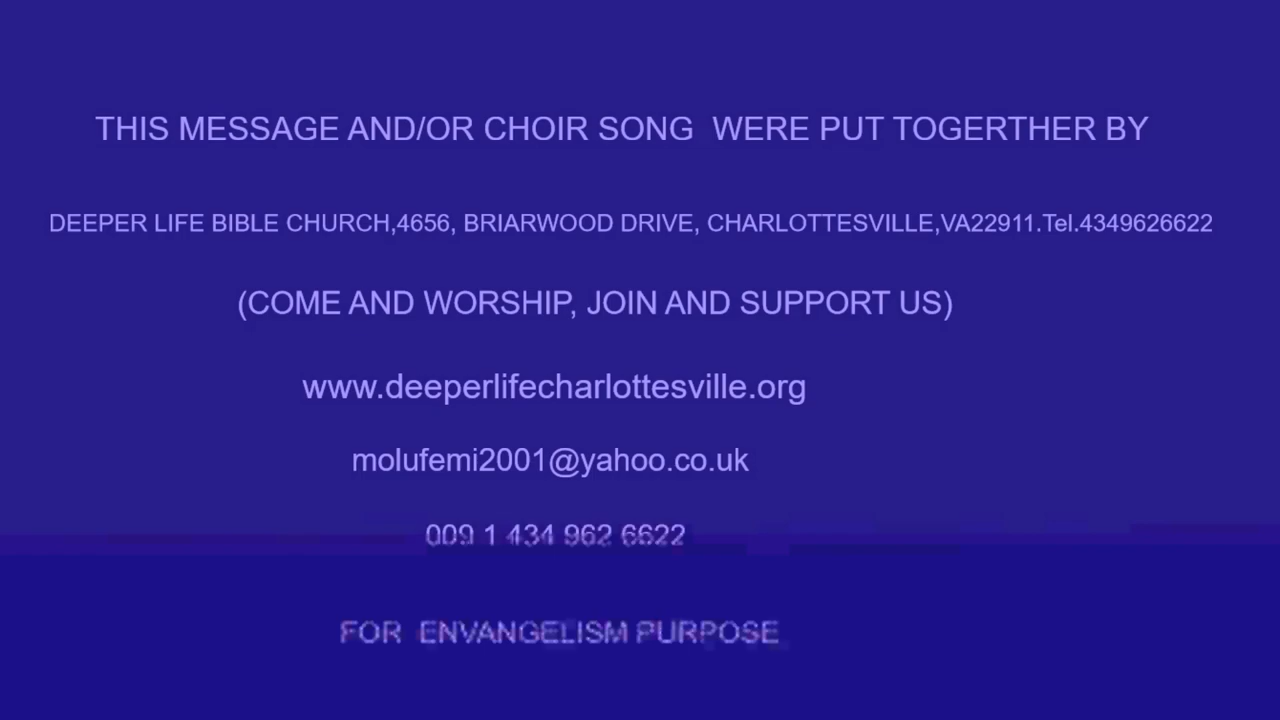 THIS MESSAGE AND/OR CHOIR SONG  WERE PUT TOGERTHER BY
DEEPER LIFE BIBLE CHURCH,4656, BRIARWOOD DRIVE, CHARLOTTESVILLE,VA22911.Tel.4349626622
(COME AND WORSHIP, JOIN AND SUPPORT US)
www.deeperlifecharlottesville.org
molufemi2001@yahoo.co.uk
009 1 434 962 6622
FOR  ENVANGELISM PURPOSE